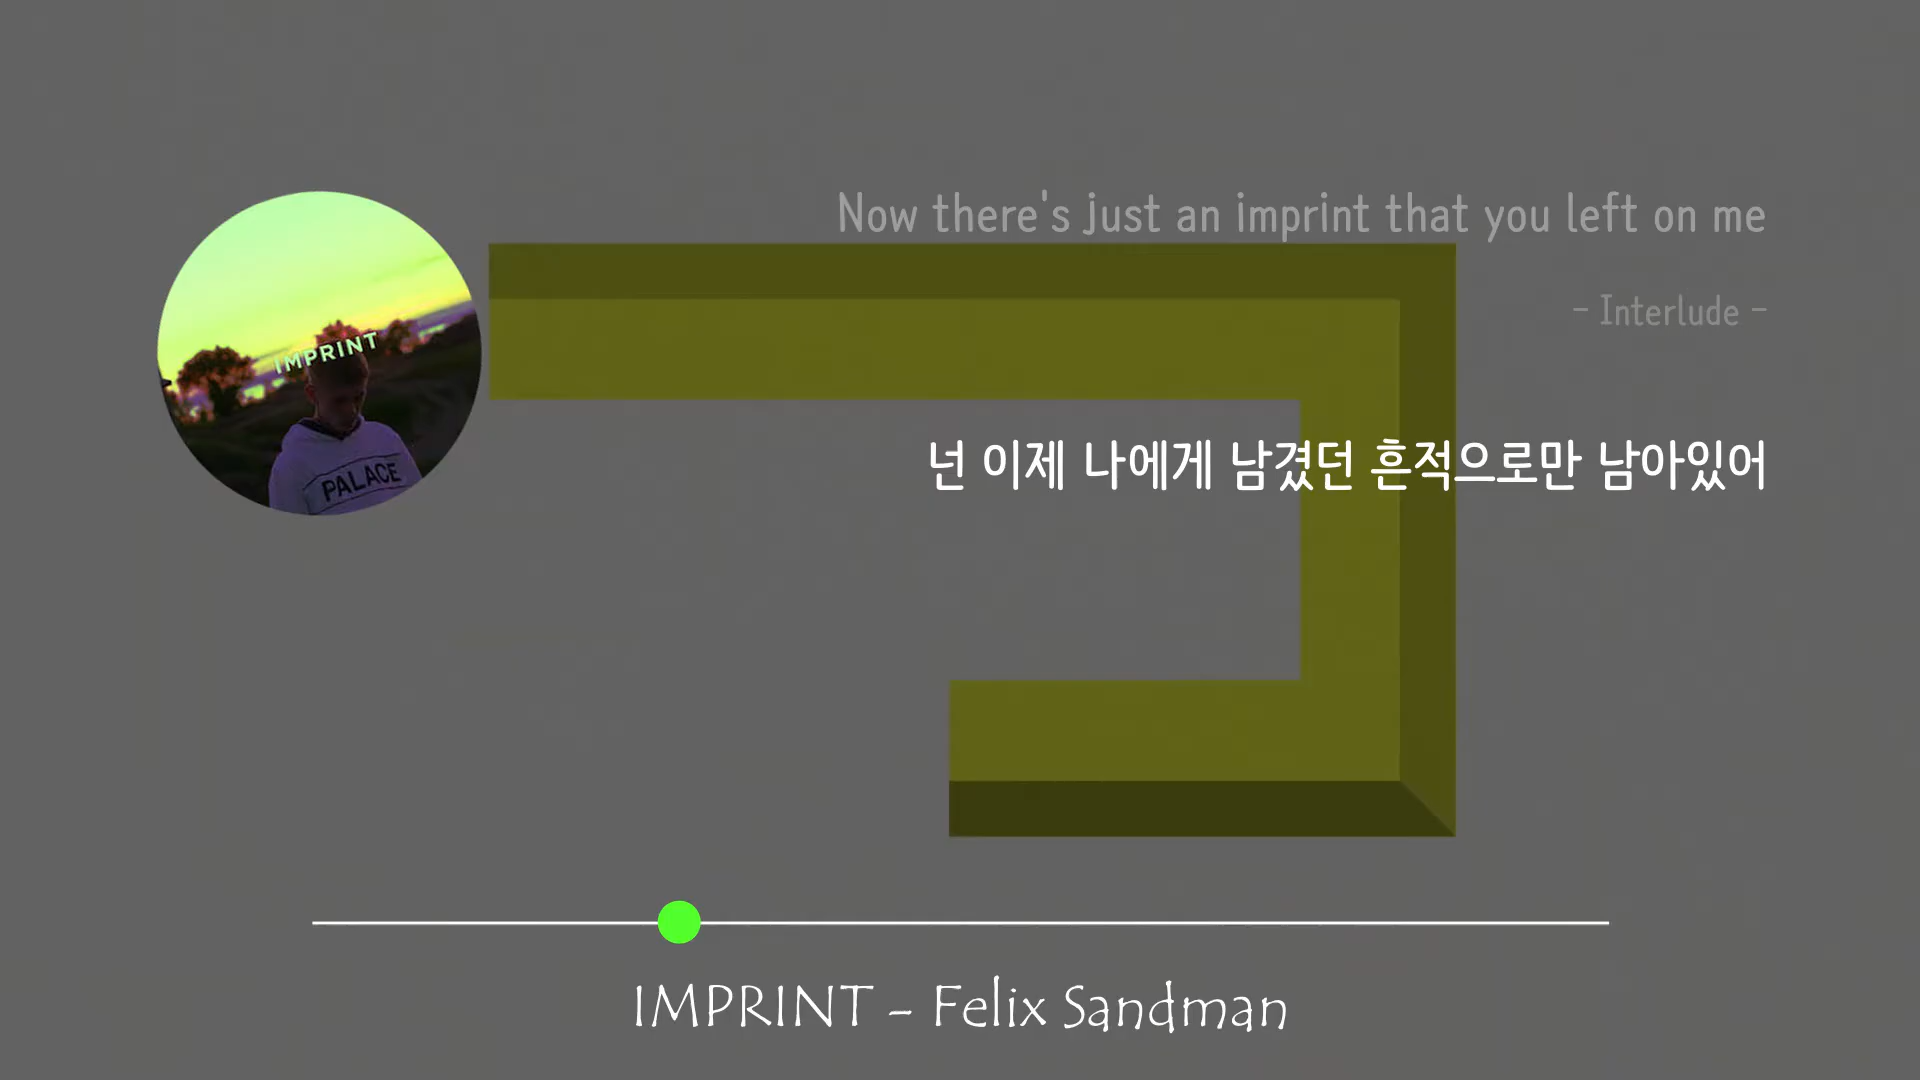 Now there's just an imprint that you left on me
- Interlude -
IMPRINT
PALACE
넌 이제 나에게 남겼던 흔적으로만 남아있어
IMPRINT - Felix Sandman